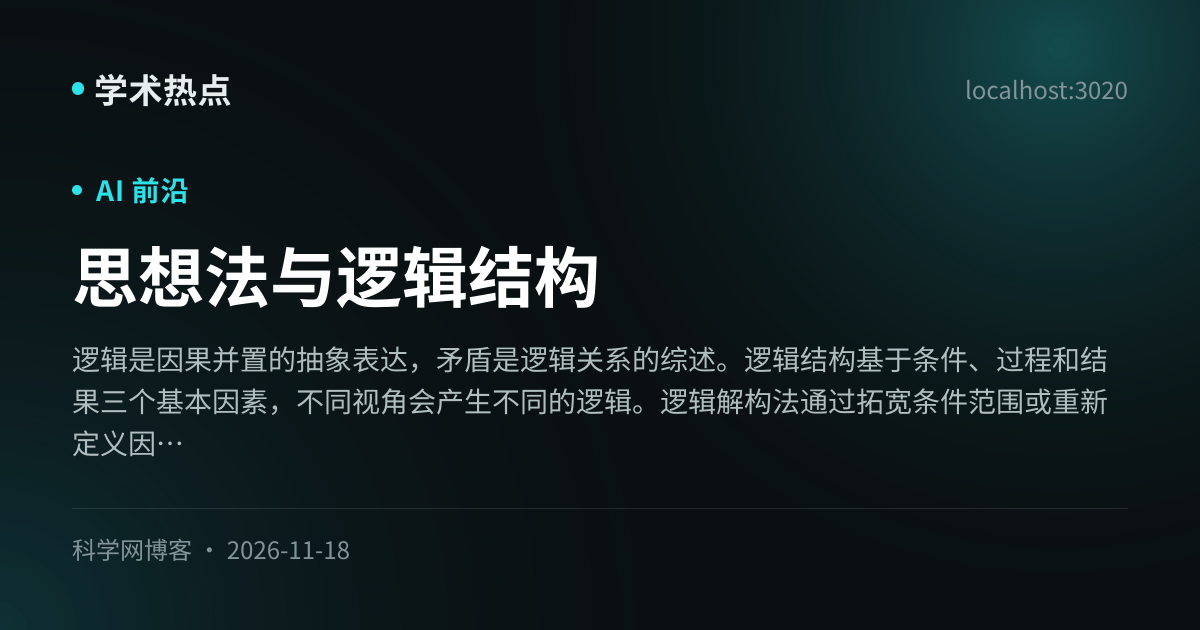 学术热点
localhost:3020
AI 前沿
思想法与逻辑结构
逻辑是因果并置的抽象表达，矛盾是逻辑关系的综述。逻辑结构基于条件、过程和结
果三个基本因素，不同视角会产生不同的逻辑。逻辑解构法通过拓宽条件范围或重新
定义因…
科学网博客 · 2026-11-18